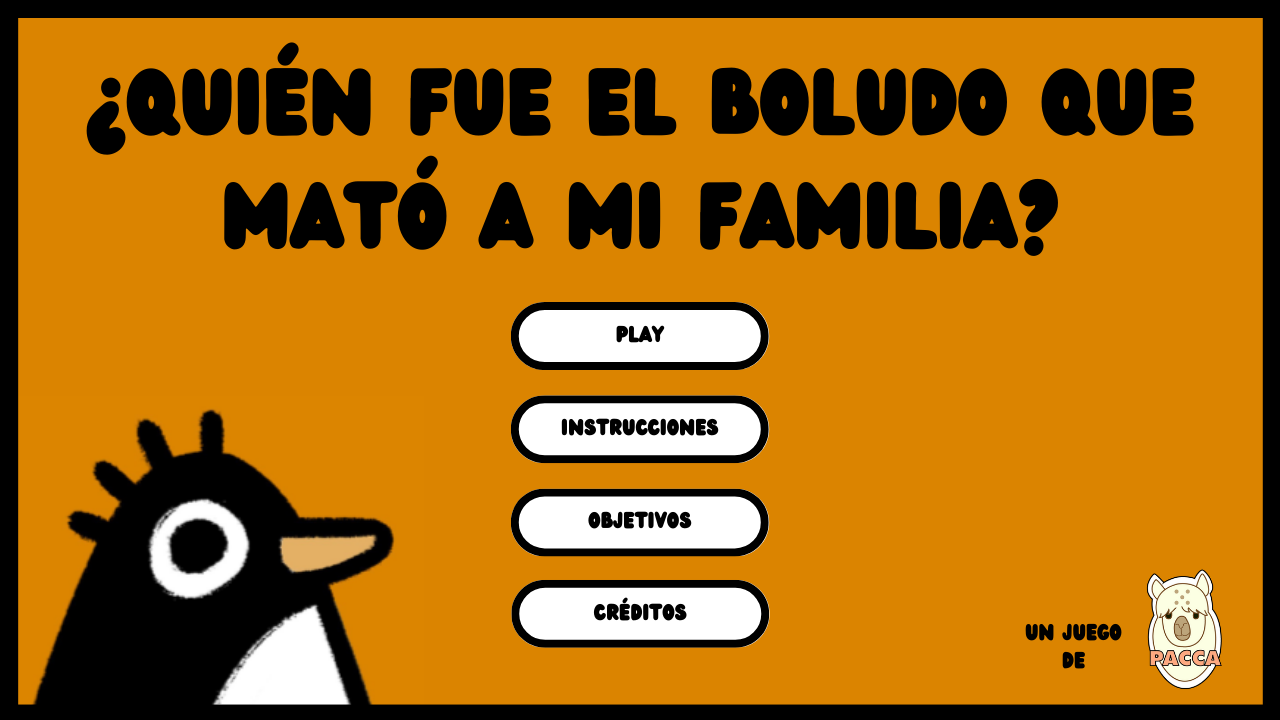 ¿QUIÉN FUE EL BOLUDO QUE
MATÓ A MI FAMILIA?
PLAY
INSTRUCCIONES
OBJETIVOS
CRÉDITOS
UN JUEGO
DE
PACCA